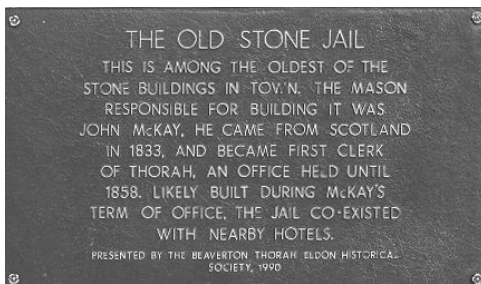 THE OLD STONE JAIL
THIS IS AMONG THE OLDEST OF THE
STONE BUILDINGS IN TOWN. THE MASON
RESPONSIBLE FOR BUILDING IT WAS
JOHN McKAY, HE CAME FROM SCOTLAND
IN 1833, AND BECAME FIRST CLERK
OF THORAH, AN OFFICE HELD UNTIL
1858. LIKELY BUILT DURING McKAY'S
TERM OF OFFICE, THE JAIL CO-EXISTED
WITH NEARBY HOTELS.
PRESENTED BY THE BEAVERTON THORAH ELDON HISTORICAL
SOCIETY, 1990